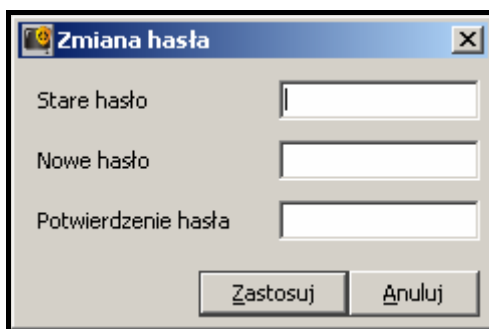 Zmiana hasła
Stare hasło
Nowe hasło
Potwierdzenie hasła
Zastosuj Anuluj